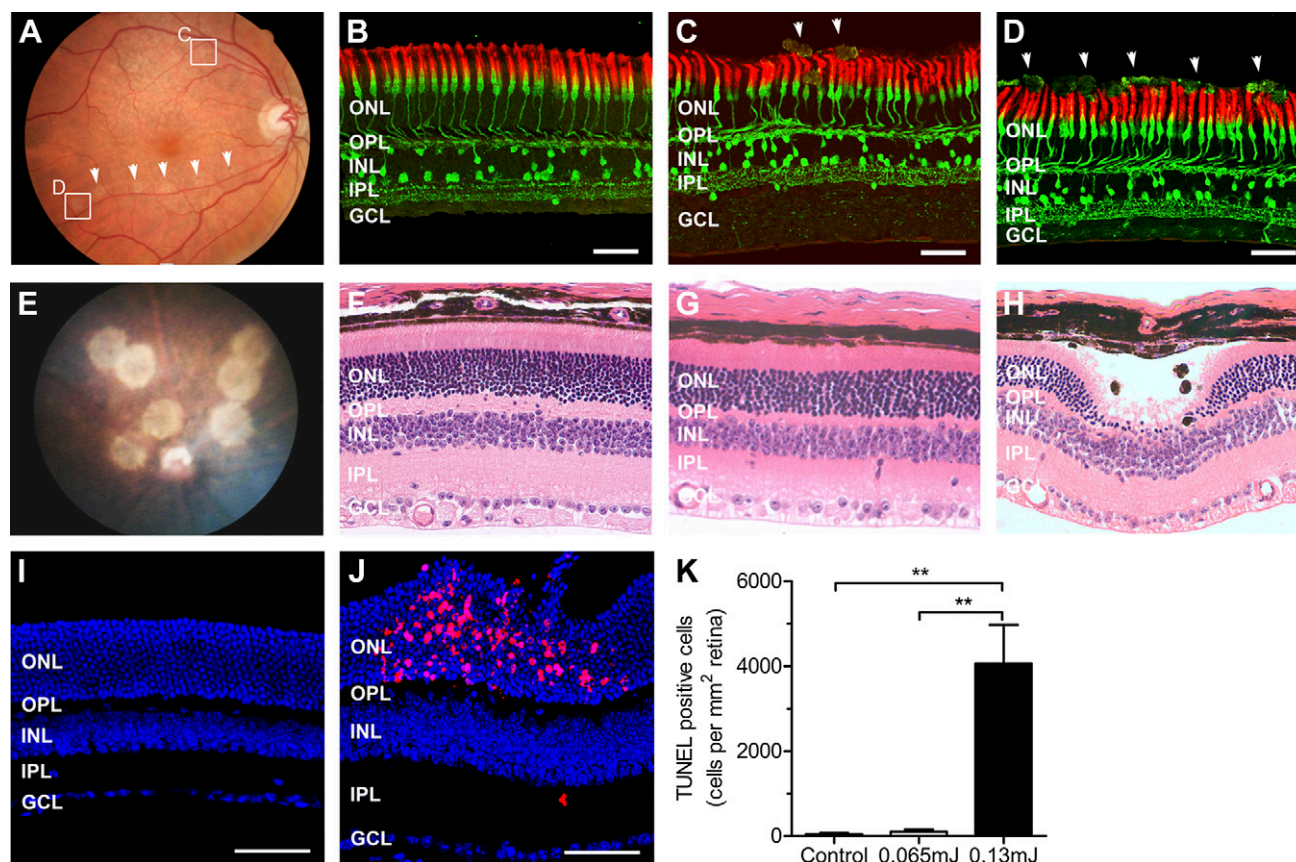 A
C
D
B
ONL
OPL
INL
IPL
GCL
C
ONL
OPL
INL
IPL
GCL
D
ONL
OPL
INL
IPL
GCL
E
F
ONL
OPL
INL
IPL
GCL
G
ONL
OPL
INL
IPL
GCL
H
ONL
OPL
INL
IPL
GCL
I
ONL
OPL
INL
IPL
GCL
J
ONL
OPL
INL
IPL
GCL
K
TUNEL positive cells
(cells per mm² retina)
6000
4000
2000
0
**
**
Control 0.065mJ 0.13mJ